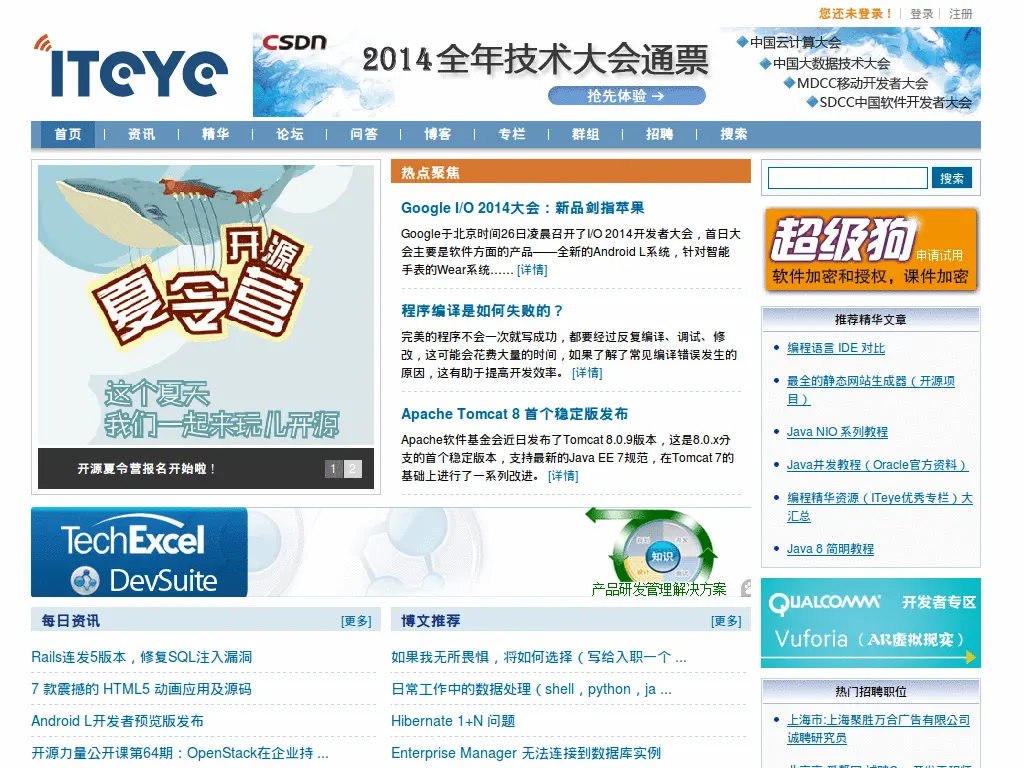 您还未登录！ 登录 注册
ITeye
CSDN
2014全年技术大会通票
抢先体验 →
中国云计算大会
中国大数据技术大会
MDCC移动开发者大会
SDCC中国软件开发者大会
首页 资讯 精华 论坛 问答 博客 专栏 群组 招聘 搜索
开源
夏令营
这个夏天
我们一起来玩儿开源
开源夏令营报名开始啦！ 1 2
热点聚焦
Google I/O 2014大会：新品剑指苹果
Google于北京时间26日凌晨召开了I/O 2014开发者大会，首日大
会主要是软件方面的产品——全新的Android L系统，针对智能
手表的Wear系统…… [详情]
程序编译是如何失败的？
完美的程序不会一次就写成功，都要经过反复编译、调试、修
改，这可能会花费大量的时间，如果了解了常见编译错误发生的
原因，这有助于提高开发效率。 [详情]
Apache Tomcat 8 首个稳定版发布
Apache软件基金会近日发布了Tomcat 8.0.9版本，这是8.0.x分
支的首个稳定版本，支持最新的Java EE 7规范，在Tomcat 7的
基础上进行了一系列改进。 [详情]
搜索
超级狗 申请试用
软件加密和授权，课件加密
推荐精华文章
编程语言 IDE 对比
最全的静态网站生成器（开源项
目）
Java NIO 系列教程
Java并发教程（Oracle官方资料）
编程精华资源（ITeye优秀专栏）大
汇总
Java 8 简明教程
TechExcel
DevSuite
知识
产品研发管理解决方案
QUALCOMM 开发者专区
Vuforia（AR虚拟现实）
每日资讯 [更多]
Rails连发5版本，修复SQL注入漏洞
7 款震撼的 HTML5 动画应用及源码
Android L开发者预览版发布
开源力量公开课第64期：OpenStack在企业持 ...
博文推荐 [更多]
如果我无所畏惧，将如何选择（写给入职一个 ...
日常工作中的数据处理（shell，python，ja ...
Hibernate 1+N 问题
Enterprise Manager 无法连接到数据库实例
热门招聘职位
上海市:上海聚胜万合广告有限公司
诚聘研究员